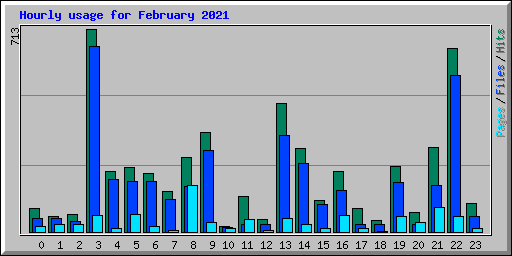 Hourly usage for February 2021
713
Pages / Files / Hits
0 1 2 3 4 5 6 7 8 9 10 11 12 13 14 15 16 17 18 19 20 21 22 23